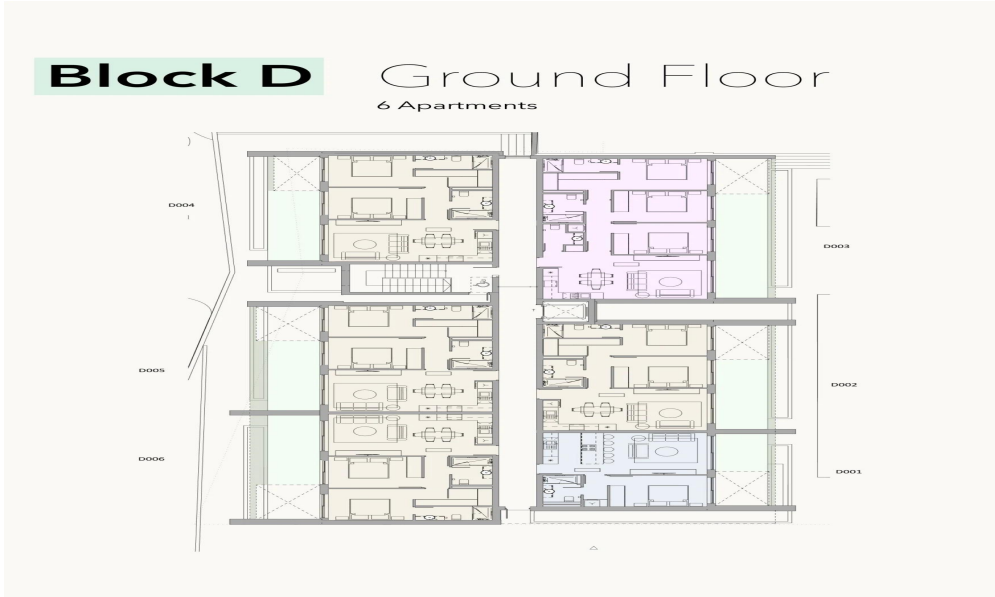 Block D Ground Floor
6 Apartments
D004
D003
D005
D002
D006
D001